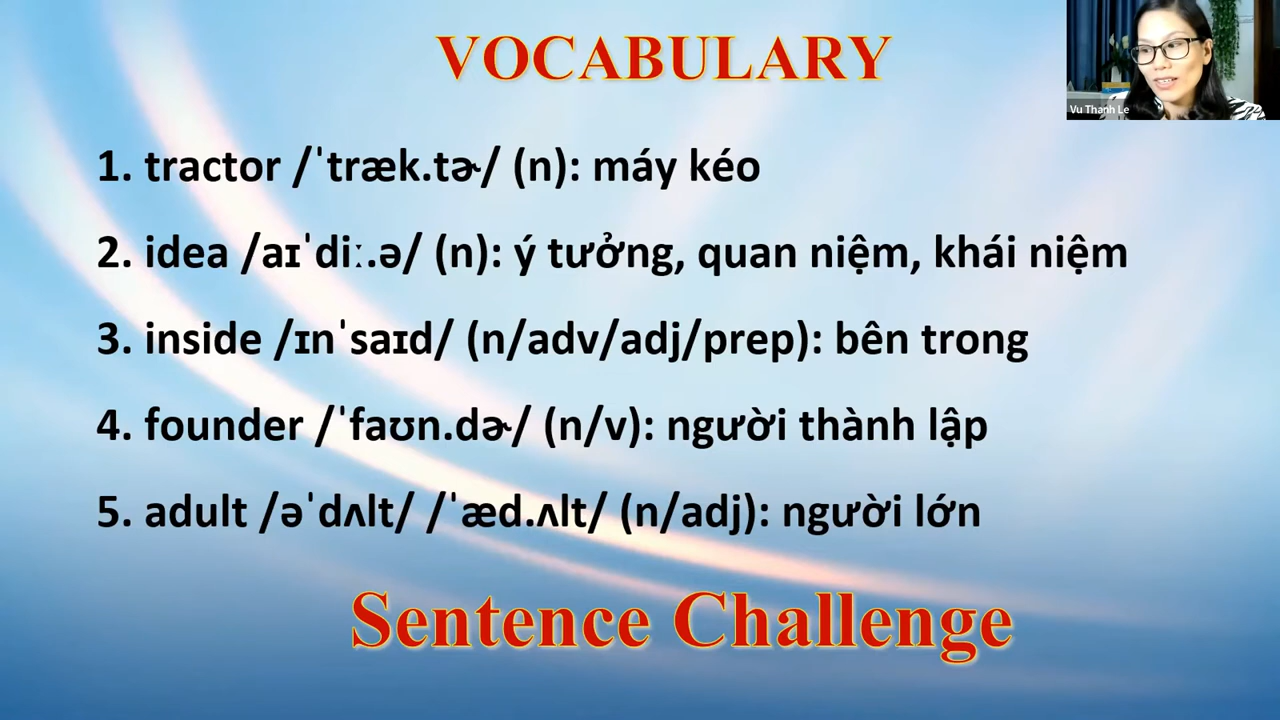 VOCABULARY
Vu Thanh Le
1. tractor /ˈtræk.tɚ/ (n): máy kéo
2. idea /aɪˈdiː.ə/ (n): ý tưởng, quan niệm, khái niệm
3. inside /ɪnˈsaɪd/ (n/adv/adj/prep): bên trong
4. founder /ˈfaʊn.dɚ/ (n/v): người thành lập
5. adult /əˈdʌlt/ /ˈæd.ʌlt/ (n/adj): người lớn
Sentence Challenge